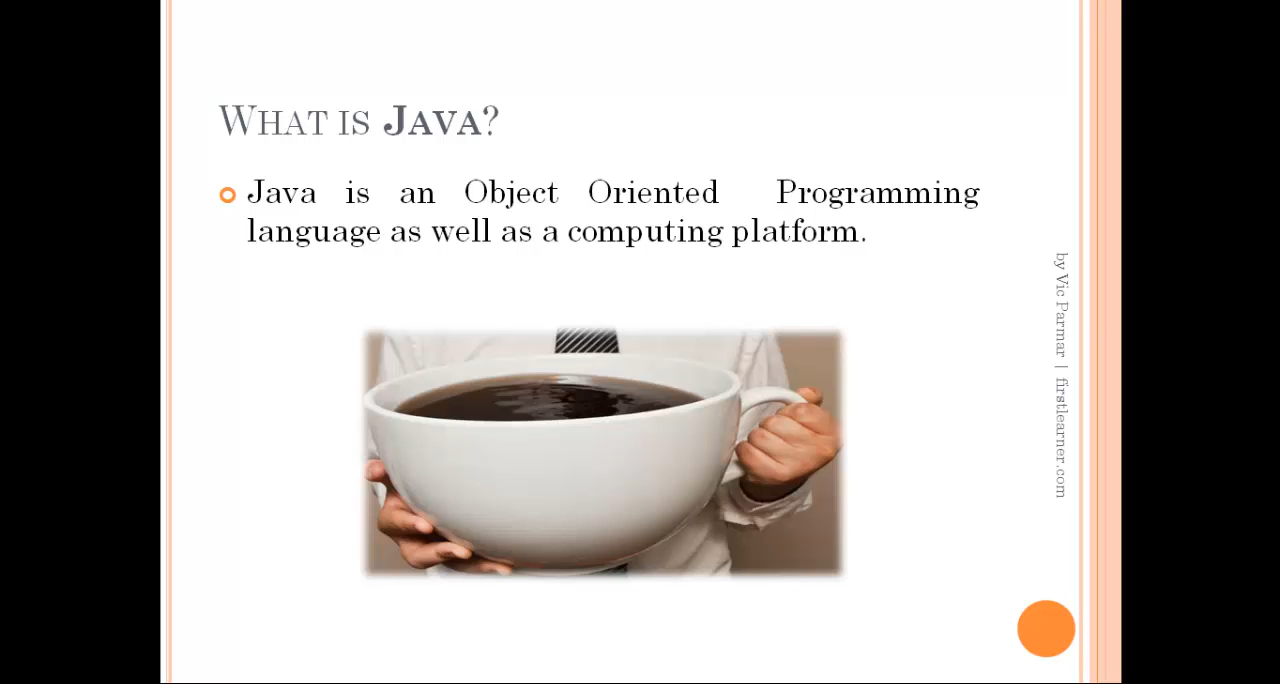 WHAT IS JAVA?
Java is an Object Oriented Programming
language as well as a computing platform.
by Vic Parmar | firstlearner.com